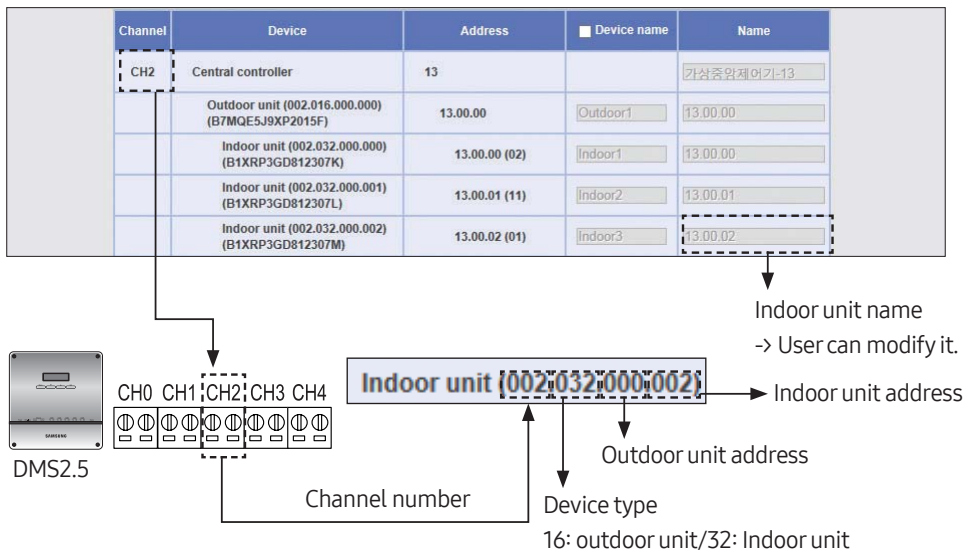 Channel Device Address Device name Name
CH2 Central controller 13 가상중앙제어기-13
Outdoor unit (002.016.000.000)
(B7MQE5J9XP2015F) 13.00.00 Outdoor1 13.00.00
Indoor unit (002.032.000.000)
(B1XRP3GD812307K) 13.00.00 (02) Indoor1 13.00.00
Indoor unit (002.032.000.001)
(B1XRP3GD812307L) 13.00.01 (11) Indoor2 13.00.01
Indoor unit (002.032.000.002)
(B1XRP3GD812307M) 13.00.02 (01) Indoor3 13.00.02
Indoor unit name
-> User can modify it.
CH0 CH1 CH2 CH3 CH4
Indoor unit (002.032.000.002)
Indoor unit address
SAMSUNG
DMS2.5
Outdoor unit address
Channel number
Device type
16: outdoor unit/32: Indoor unit